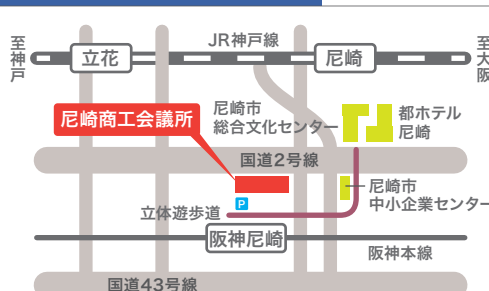 JR神戸線
至神戸
立花
尼崎
至大阪
尼崎商工会議所
尼崎市
総合文化センター
都ホテル
尼崎
国道2号線
P
尼崎市
中小企業センター
立体遊歩道
阪神尼崎
阪神本線
国道43号線